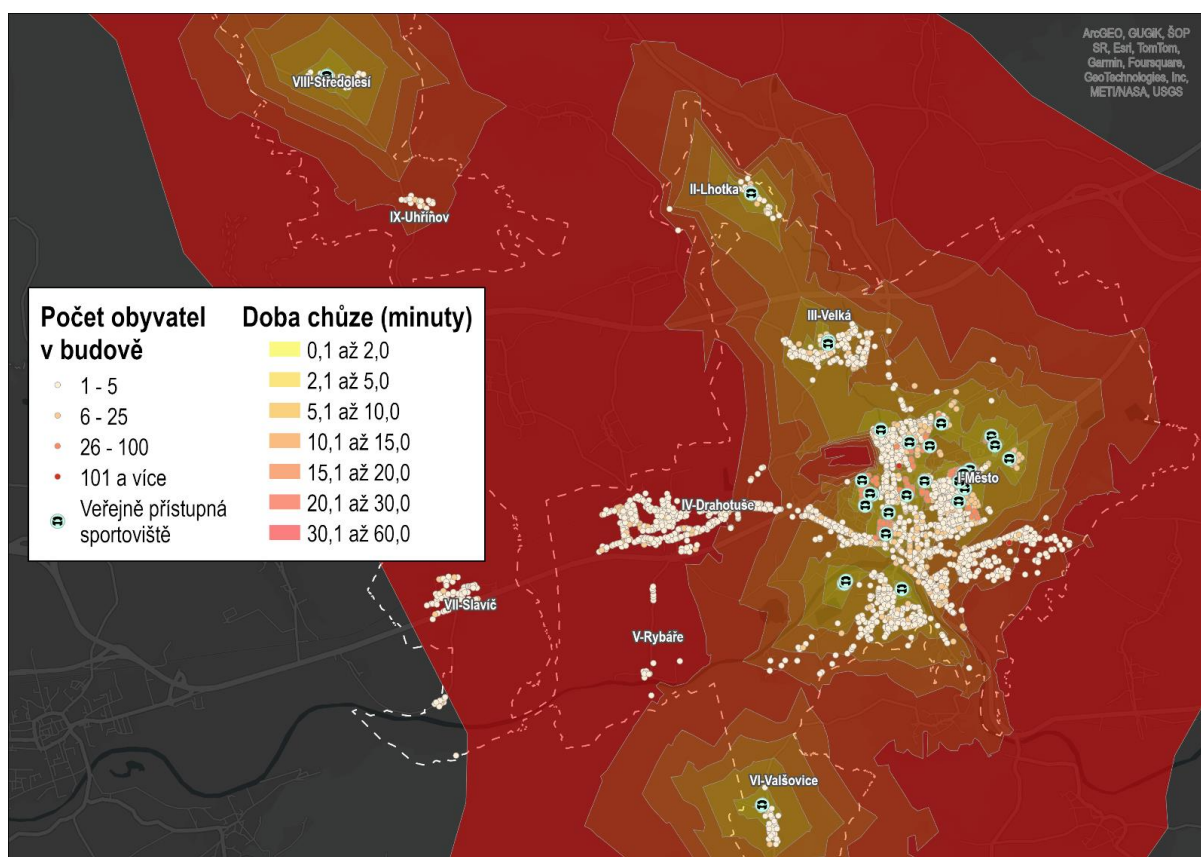 ArcGEO, GUGiK, ŠOP
SR, Esri, TomTom,
Garmin, Foursquare,
GeoTechnologies, Inc,
METI/NASA, USGS
VIII-Středolesí
II-Lhotka
IX-Uhřínov
Počet obyvatel
v budově
1 - 5
6 - 25
26 - 100
101 a více
Veřejně přístupná
sportoviště
Doba chůze (minuty)
0,1 až 2,0
2,1 až 5,0
5,1 až 10,0
10,1 až 15,0
15,1 až 20,0
20,1 až 30,0
30,1 až 60,0
III-Velká
I-Město
IV-Drahotuše
VII-Slavíč
V-Rybáře
VI-Valšovice